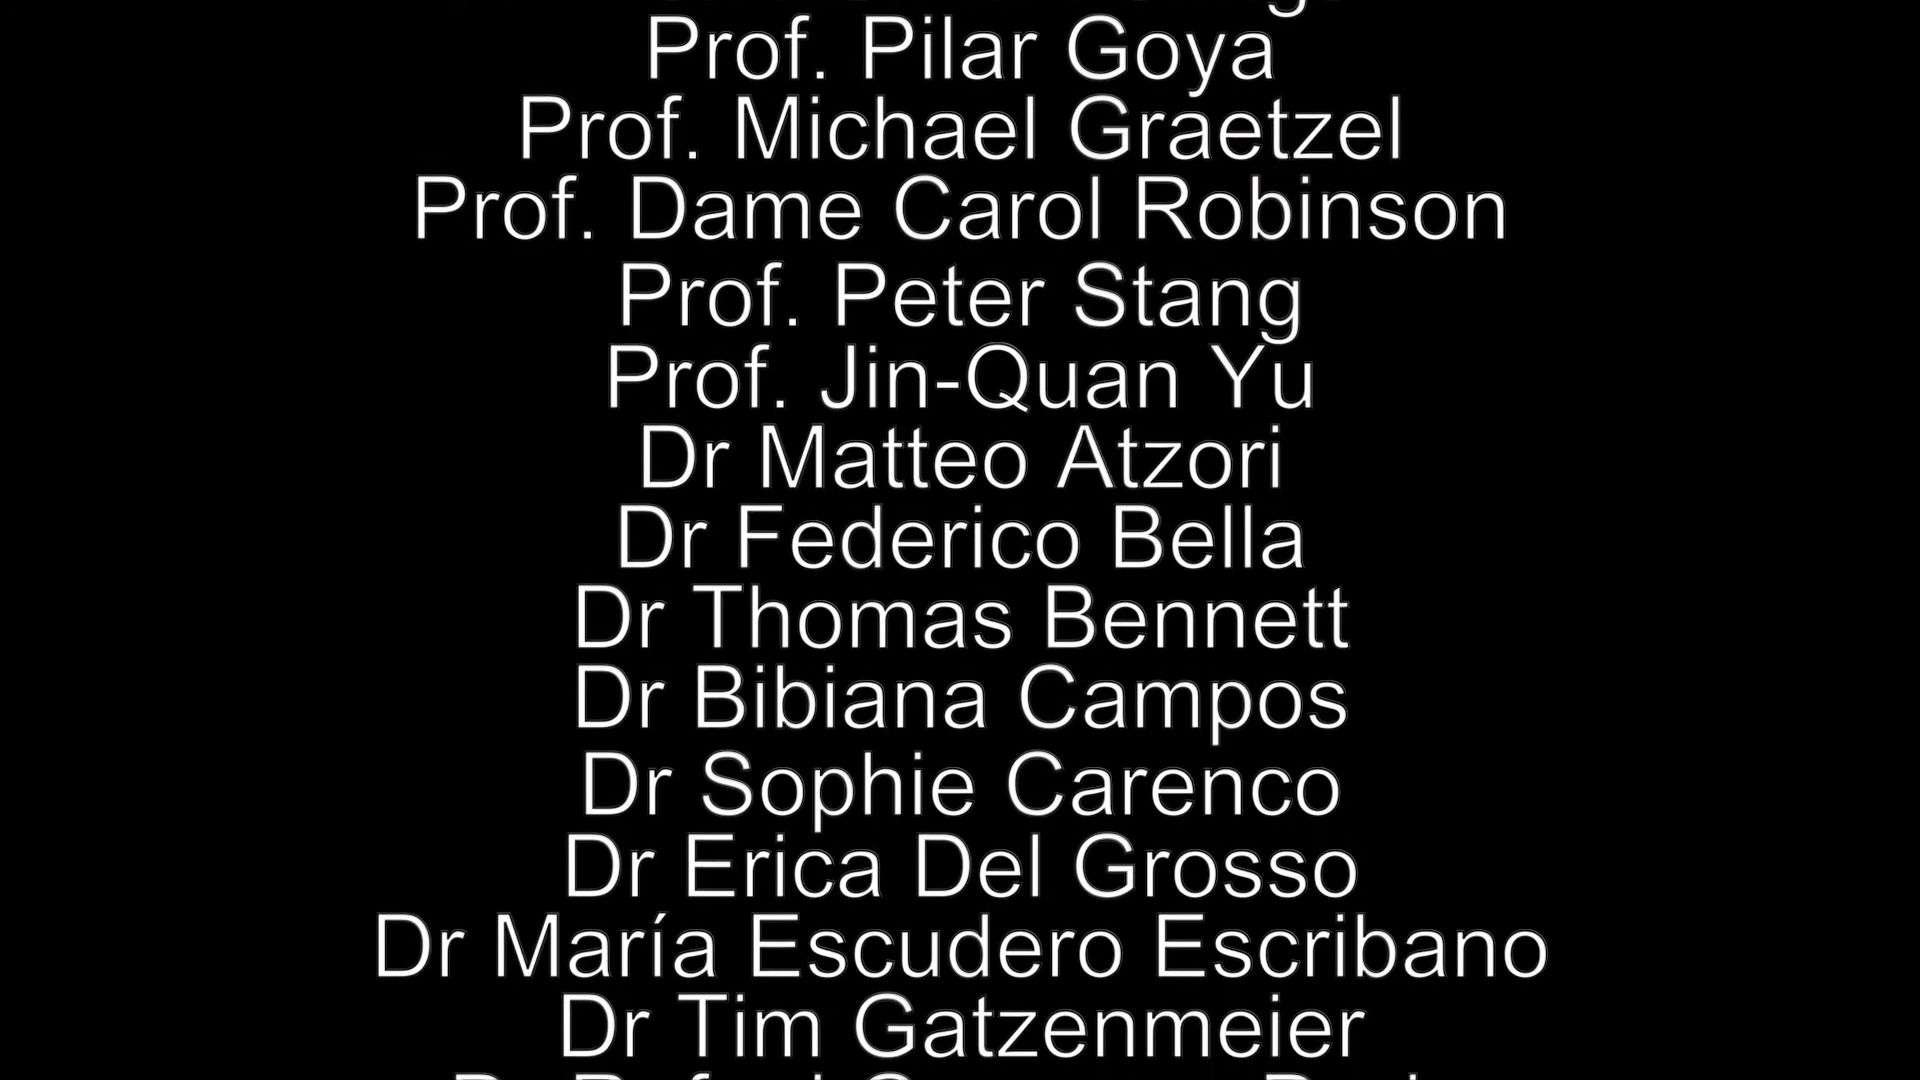 Prof. Pilar Goya
Prof. Michael Graetzel
Prof. Dame Carol Robinson
Prof. Peter Stang
Prof. Jin-Quan Yu
Dr Matteo Atzori
Dr Federico Bella
Dr Thomas Bennett
Dr Bibiana Campos
Dr Sophie Carenco
Dr Erica Del Grosso
Dr María Escudero Escribano
Dr Tim Gatzenmeier